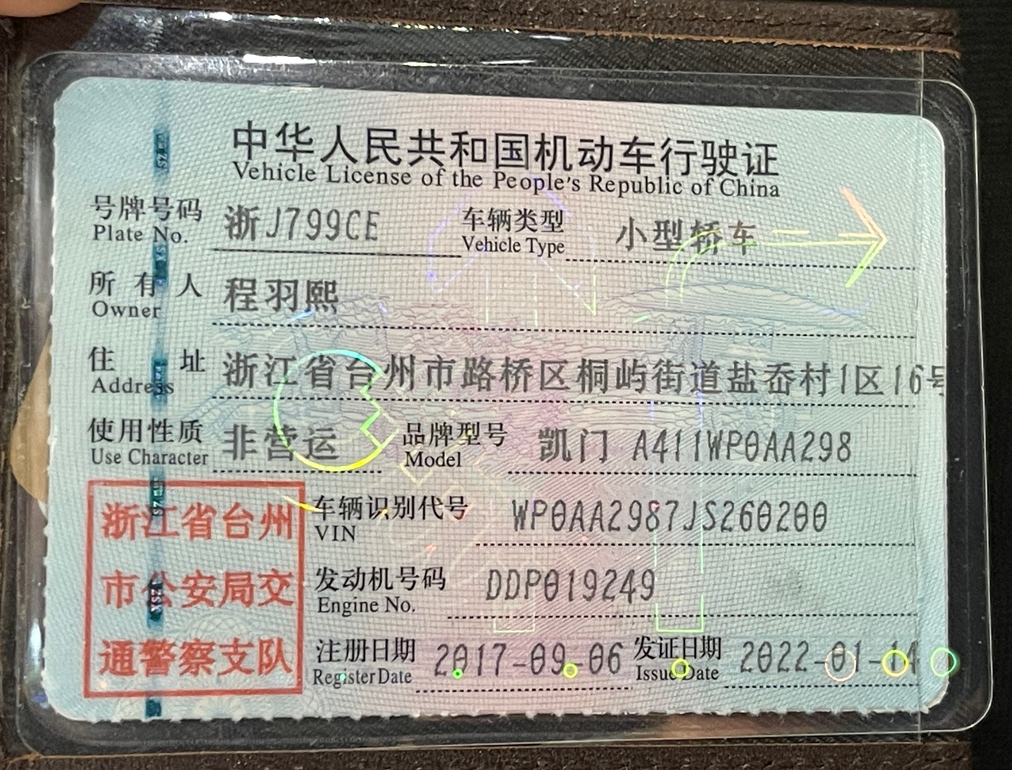 中华人民共和国机动车行驶证
Vehicle License of the People's Republic of China
号牌号码 浙J799CE 车辆类型 小型轿车
Plate No. Vehicle Type
所有人 程羽熙
Owner
住址 浙江省台州市路桥区桐屿街道盐岙村1区16号
Address
使用性质 非营运 品牌型号 凯门 A411WP0AA298
Use Character Model
浙江省台州
市公安局交
通警察支队
车辆识别代号 WP0AA2987JS260200
VIN
发动机号码 DDP019249
Engine No.
注册日期 2017-09-06 发证日期 2022-01-14
Register Date Issue Date